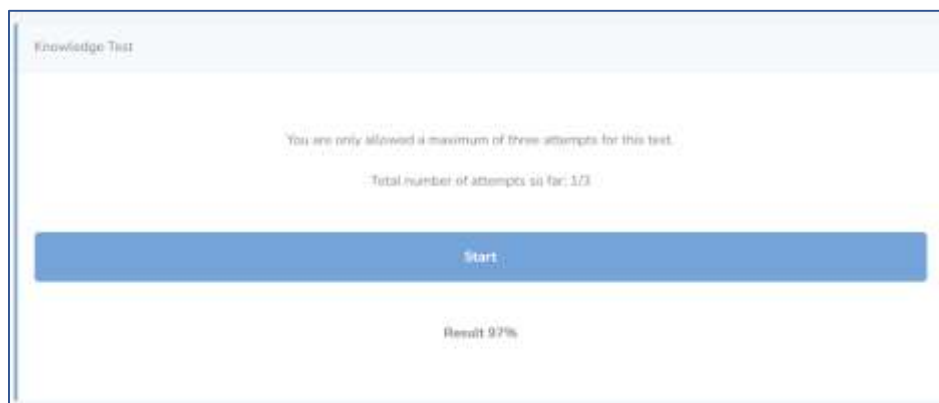 Knowledge Test
You are only allowed a maximum of three attempts for this test.
Total number of attempts so far: 1/3
Start
Result 97%